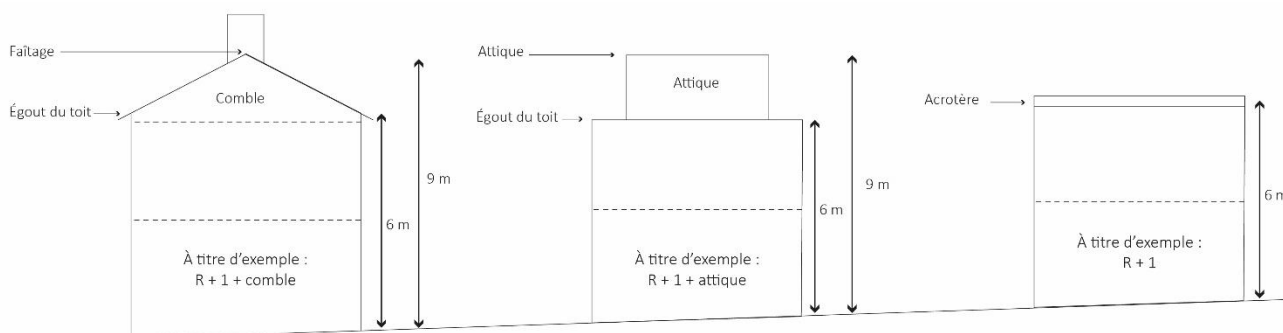 Faîtage
Comble
Égout du toit
9 m
6 m
À titre d'exemple :
R + 1 + comble
Attique
Attique
Égout du toit
9 m
6 m
À titre d'exemple :
R + 1 + attique
Acrotère
6 m
À titre d'exemple :
R + 1